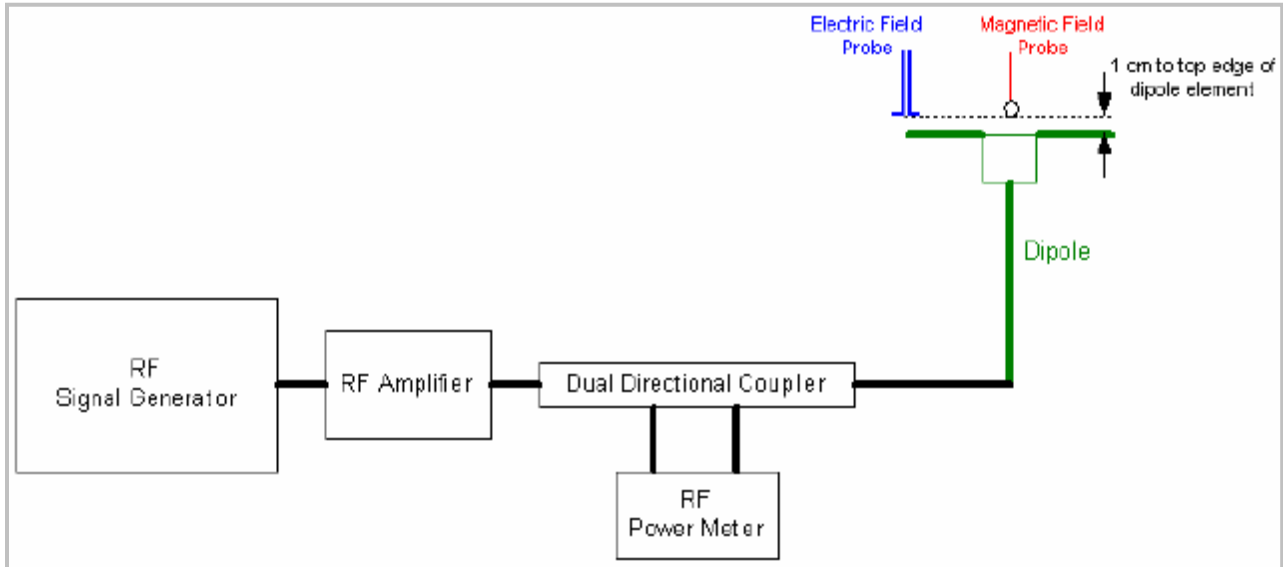 Electric Field
Probe
Magnetic Field
Probe
1 cm to top edge of
dipole element
Dipole
RF
Signal Generator
RF Amplifier
Dual Directional Coupler
RF
Power Meter